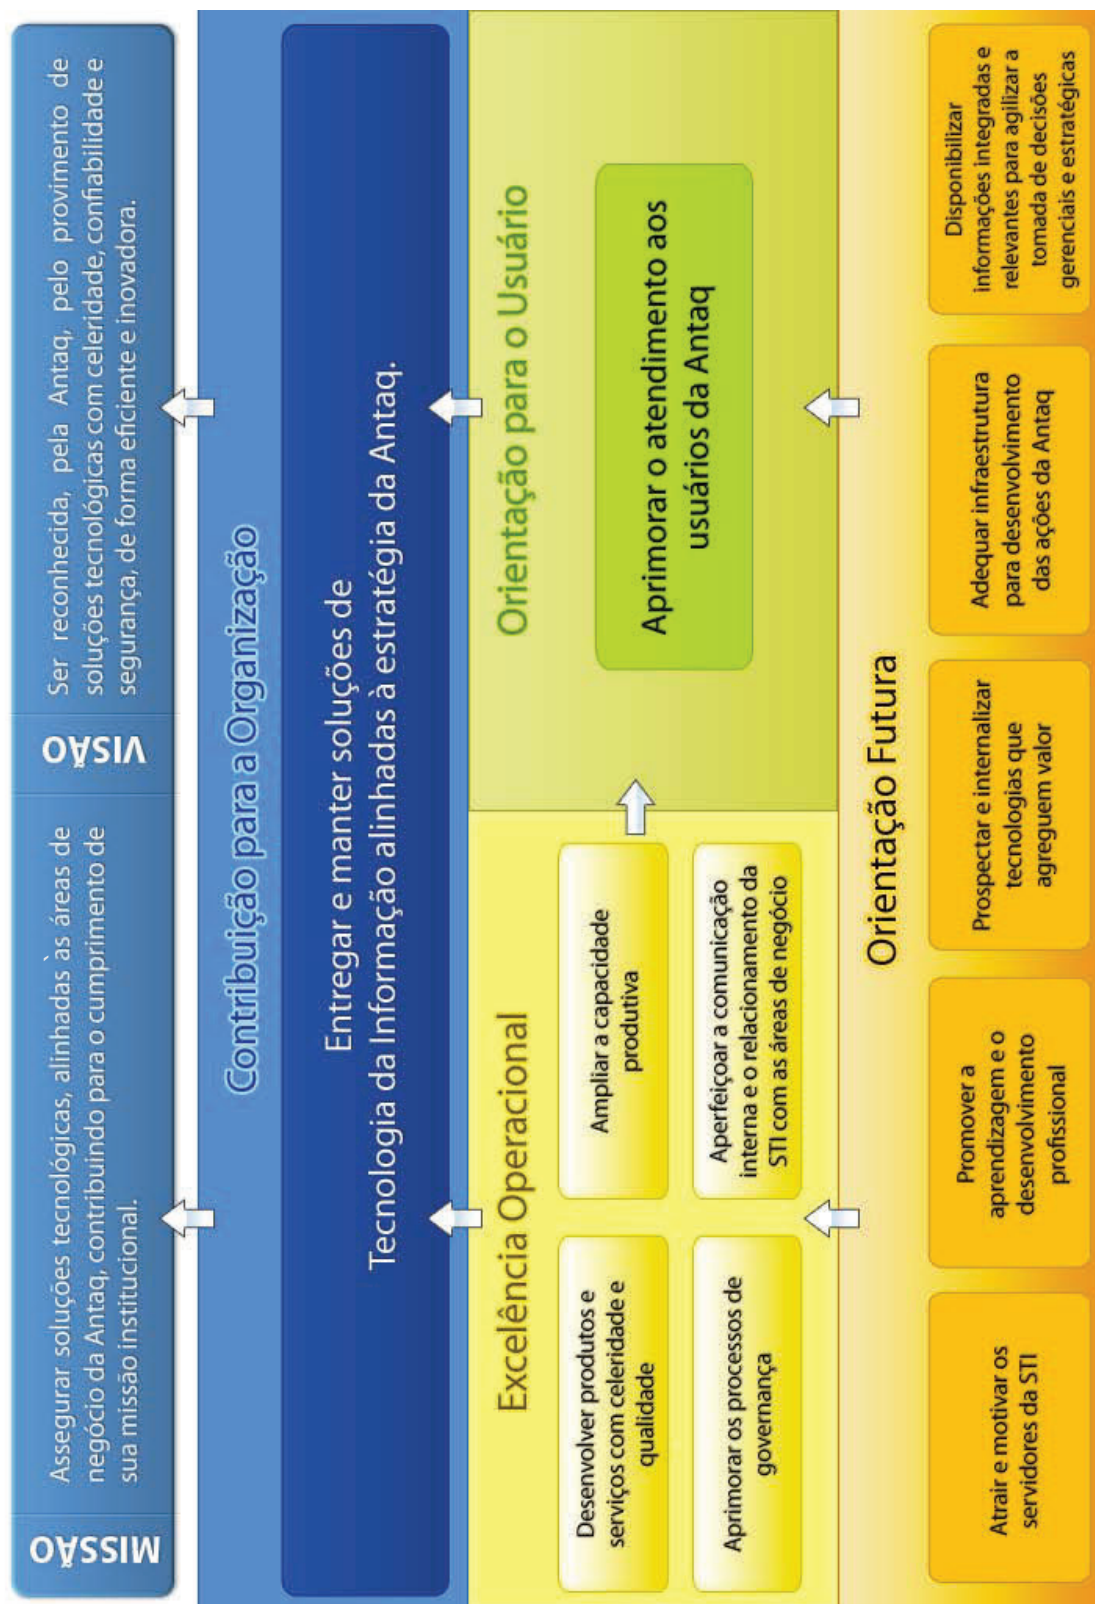 MISSÃO
Assegurar soluções tecnológicas, alinhadas às áreas de
negócio da Antaq, contribuindo para o cumprimento de
sua missão institucional.
VISÃO
Ser reconhecida, pela Antaq, pelo provimento de
soluções tecnológicas com celeridade, confiabilidade e
segurança, de forma eficiente e inovadora.
Contribuição para a Organização
Entregar e manter soluções de
Tecnologia da Informação alinhadas à estratégia da Antaq.
Excelência Operacional
Desenvolver produtos e
serviços com celeridade e
qualidade
Ampliar a capacidade
produtiva
Aprimorar os processos de
governança
Aperfeiçoar a comunicação
interna e o relacionamento da
STI com as áreas de negócio
Orientação para o Usuário
Aprimorar o atendimento aos
usuários da Antaq
Orientação Futura
Atrair e motivar os
servidores da STI
Promover a
aprendizagem e o
desenvolvimento
profissional
Prospectar e internalizar
tecnologias que
agreguem valor
Adequar infraestrutura
para desenvolvimento
das ações da Antaq
Disponibilizar
informações integradas e
relevantes para agilizar a
tomada de decisões
gerenciais e estratégicas